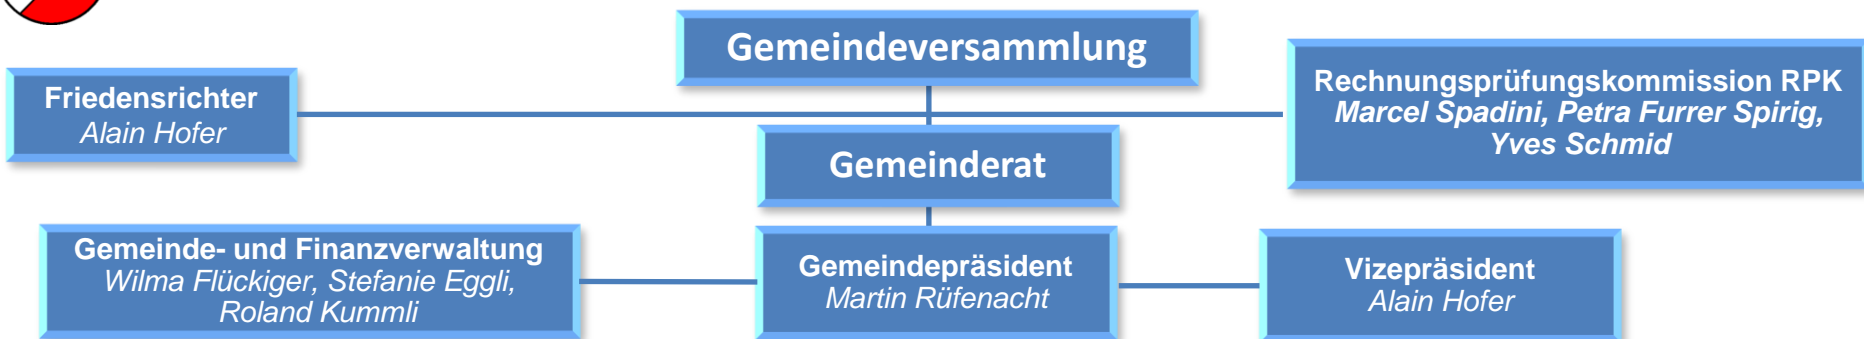 Gemeindeversammlung
Friedensrichter
Alain Hofer
Rechnungsprüfungskommission RPK
Marcel Spadini, Petra Furrer Spirig,
Yves Schmid
Gemeinderat
Gemeinde- und Finanzverwaltung
Wilma Flückiger, Stefanie Eggli,
Roland Kummli
Gemeindepräsident
Martin Rüfenacht
Vizepräsident
Alain Hofer